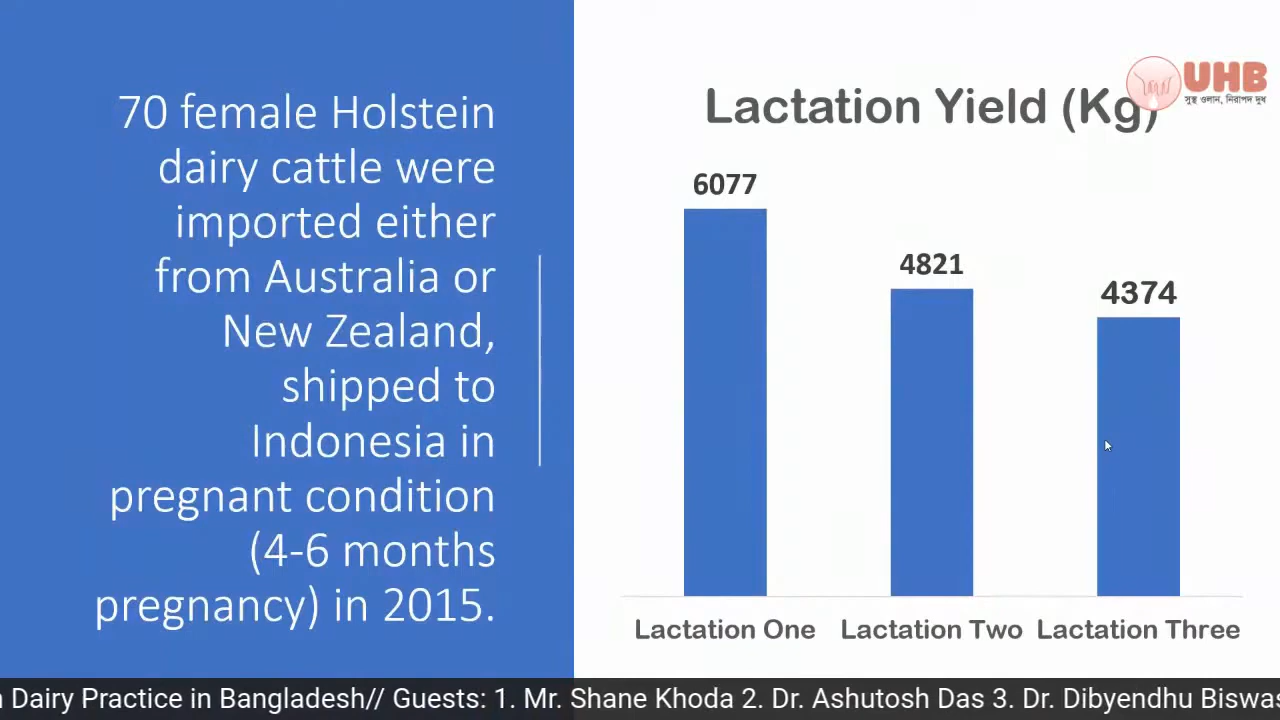 70 female Holstein
dairy cattle were
imported either
from Australia or
New Zealand,
shipped to
Indonesia in
pregnant condition
(4-6 months
pregnancy) in 2015.
UHB
সুস্থ ওলান, নিরাপদ দুধ
Lactation Yield (Kg)
6077
4821
4374
Lactation One
Lactation Two
Lactation Three
Dairy Practice in Bangladesh// Guests: 1. Mr. Shane Khoda 2. Dr. Ashutosh Das 3. Dr. Dibyendhu Biswas